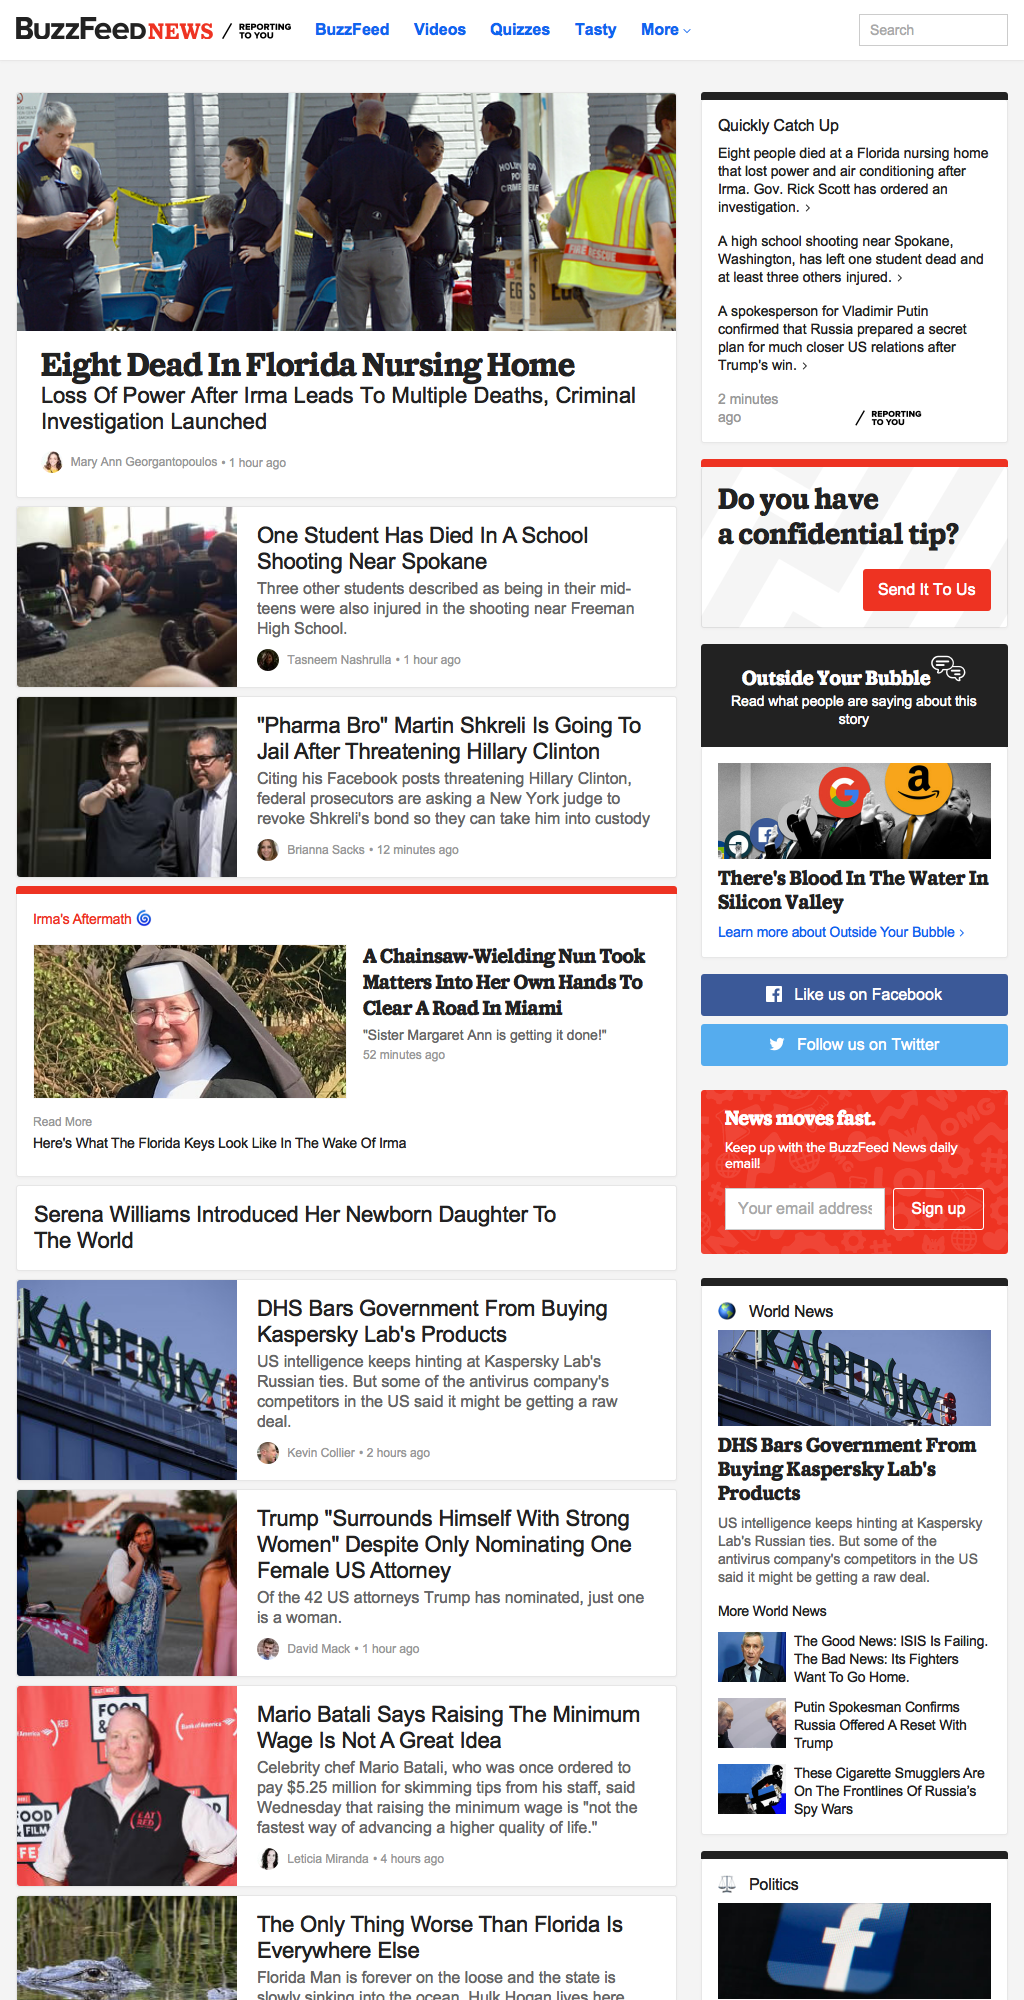 BuzzFeed NEWS / REPORTING TO YOU
BuzzFeed Videos Quizzes Tasty More
Search
Eight Dead In Florida Nursing Home
Loss Of Power After Irma Leads To Multiple Deaths, Criminal
Investigation Launched
Mary Ann Georgantopoulos • 1 hour ago
One Student Has Died In A School
Shooting Near Spokane
Three other students described as being in their mid-
teens were also injured in the shooting near Freeman
High School.
Tasneem Nashrulla • 1 hour ago
"Pharma Bro" Martin Shkreli Is Going To
Jail After Threatening Hillary Clinton
Citing his Facebook posts threatening Hillary Clinton,
federal prosecutors are asking a New York judge to
revoke Shkreli's bond so they can take him into custody
Brianna Sacks • 12 minutes ago
Irma's Aftermath
A Chainsaw-Wielding Nun Took
Matters Into Her Own Hands To
Clear A Road In Miami
"Sister Margaret Ann is getting it done!"
52 minutes ago
Read More
Here's What The Florida Keys Look Like In The Wake Of Irma
Serena Williams Introduced Her Newborn Daughter To
The World
KASPERSKY
DHS Bars Government From Buying
Kaspersky Lab's Products
US intelligence keeps hinting at Kaspersky Lab's
Russian ties. But some of the antivirus company's
competitors in the US said it might be getting a raw
deal.
Kevin Collier • 2 hours ago
Trump "Surrounds Himself With Strong
Women" Despite Only Nominating One
Female US Attorney
Of the 42 US attorneys Trump has nominated, just one
is a woman.
David Mack • 1 hour ago
FOOD
Bank of America
EAT
RED
FOOD
& FILM
Mario Batali Says Raising The Minimum
Wage Is Not A Great Idea
Celebrity chef Mario Batali, who was once ordered to
pay $5.25 million for skimming tips from his staff, said
Wednesday that raising the minimum wage is "not the
fastest way of advancing a higher quality of life."
Leticia Miranda • 4 hours ago
The Only Thing Worse Than Florida Is
Everywhere Else
Florida Man is forever on the loose and the state is
slowly sinking into the ocean. Hulk Hogan lives here
Quickly Catch Up
Eight people died at a Florida nursing home
that lost power and air conditioning after
Irma. Gov. Rick Scott has ordered an
investigation. ›
A high school shooting near Spokane,
Washington, has left one student dead and
at least three others injured. ›
A spokesperson for Vladimir Putin
confirmed that Russia prepared a secret
plan for much closer US relations after
Trump's win. ›
2 minutes
ago
/ REPORTING
TO YOU
Do you have
a confidential tip?
Send It To Us
Outside Your Bubble
Read what people are saying about this
story
There's Blood In The Water In
Silicon Valley
Learn more about Outside Your Bubble ›
Like us on Facebook
Follow us on Twitter
News moves fast.
Keep up with the BuzzFeed News daily
email!
Your email address
Sign up
World News
KASPERSKY
DHS Bars Government From
Buying Kaspersky Lab's
Products
US intelligence keeps hinting at Kaspersky
Lab's Russian ties. But some of the
antivirus company's competitors in the US
said it might be getting a raw deal.
More World News
The Good News: ISIS Is Failing.
The Bad News: Its Fighters
Want To Go Home.
Putin Spokesman Confirms
Russia Offered A Reset With
Trump
These Cigarette Smugglers Are
On The Frontlines Of Russia's
Spy Wars
Politics